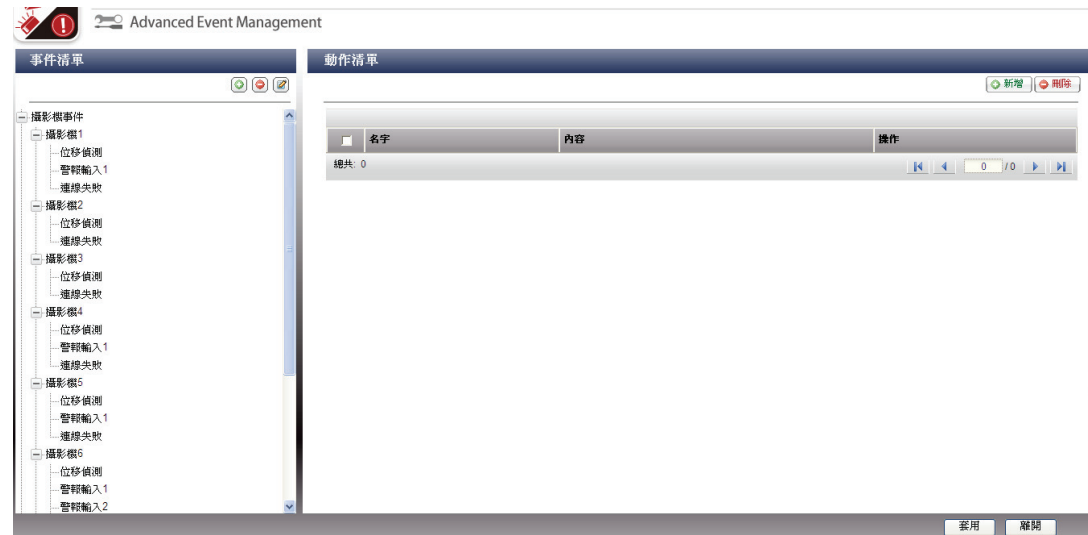 Advanced Event Management
事件清單
動作清單
新增
刪除
攝影機事件
攝影機1
位移偵測
警報輸入1
連線失敗
攝影機2
位移偵測
連線失敗
攝影機3
位移偵測
連線失敗
攝影機4
位移偵測
警報輸入1
連線失敗
攝影機5
位移偵測
警報輸入1
連線失敗
攝影機6
位移偵測
警報輸入1
警報輸入2
名字 內容 操作
總共: 0
0 / 0
套用 離開